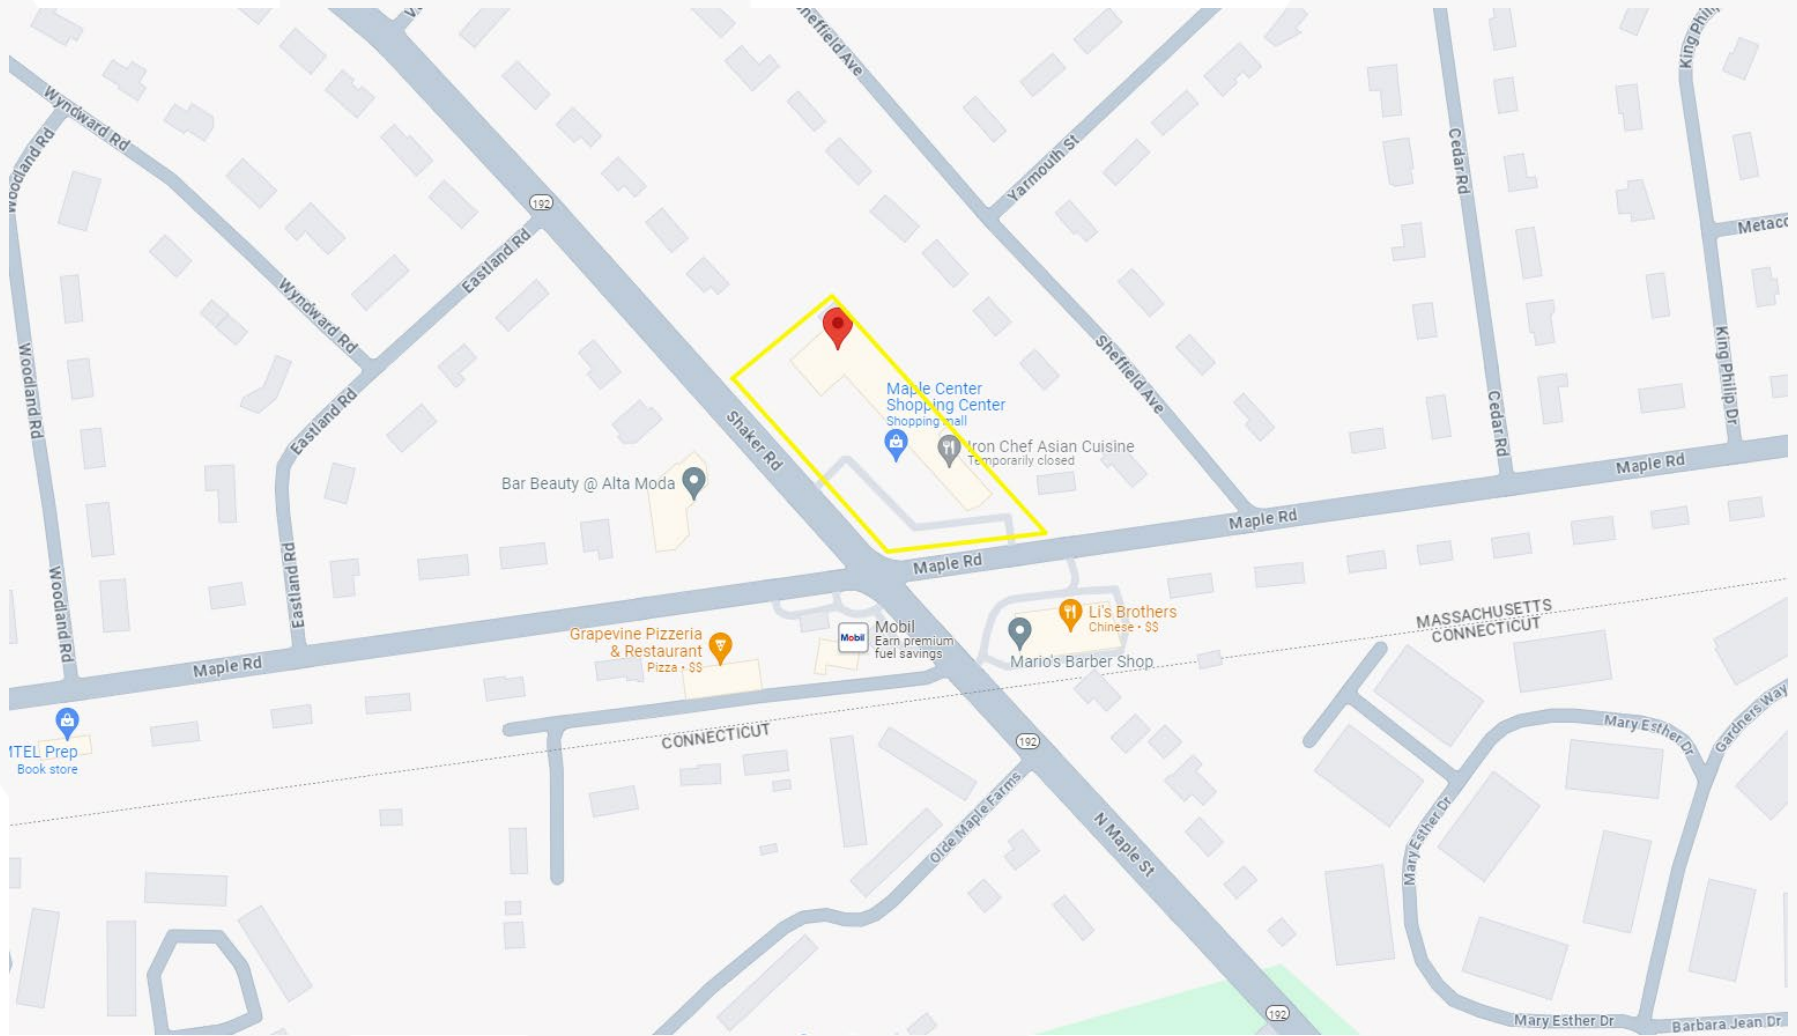 Sheffield Ave
King Phili
Wyndward Rd
Woodland Rd
Yarmouth St
Cedar Rd
192
Metaco
Eastland Rd
Wyndward Rd
Sheffield Ave
King Philip Dr
Woodland Rd
Maple Center
Shopping Center
Shopping mall
Eastland Rd
Shaker Rd
Cedar Rd
Iron Chef Asian Cuisine
Temporarily closed
Maple Rd
Bar Beauty @ Alta Moda
Maple Rd
Eastland Rd
Maple Rd
Woodland Rd
Li's Brothers
Chinese • $$
MASSACHUSETTS
CONNECTICUT
Mobil
Mobil
Earn premium
fuel savings
Grapevine Pizzeria
& Restaurant
Pizza • $$
Mario's Barber Shop
Maple Rd
CONNECTICUT
192
MTEL Prep
Book store
Mary Esther Dr
Gardners Way
Olde Maple Farms
N Maple St
Mary Esther Dr
192
Mary Esther Dr
Barbara Jean Dr